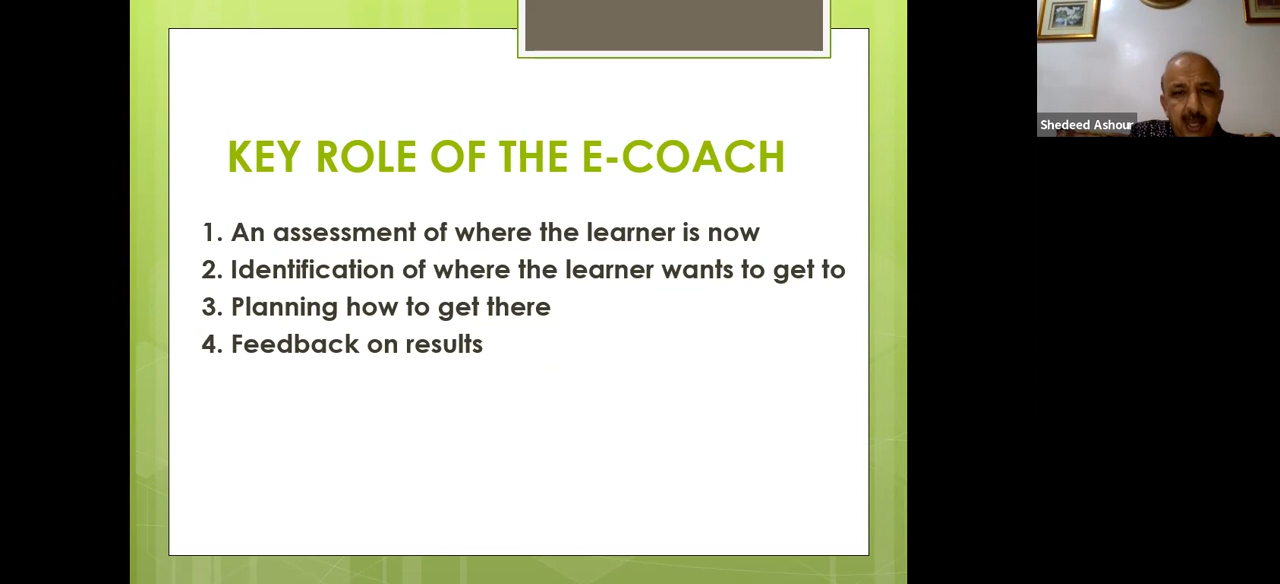 KEY ROLE OF THE E-COACH
1. An assessment of where the learner is now
2. Identification of where the learner wants to get to
3. Planning how to get there
4. Feedback on results
Shedeed Ashour